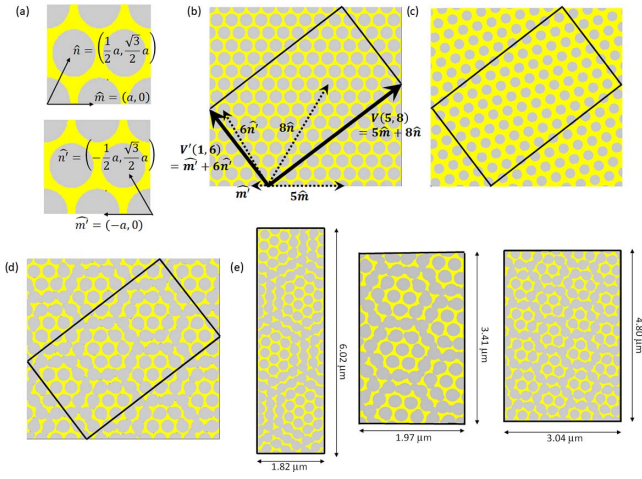 (a)
n̂ = (1/2 a, √3/2 a)
m̂ = (a, 0)
n̂' = (−1/2 a, √3/2 a)
m̂' = (−a, 0)
(b)
6n̂'
8n̂
V'(1, 6)
= m̂' + 6n̂'
V(5, 8)
= 5m̂ + 8n̂
m̂'
5m̂
(c)
(d)
(e)
6.02 μm
1.82 μm
3.41 μm
1.97 μm
4.80 μm
3.04 μm